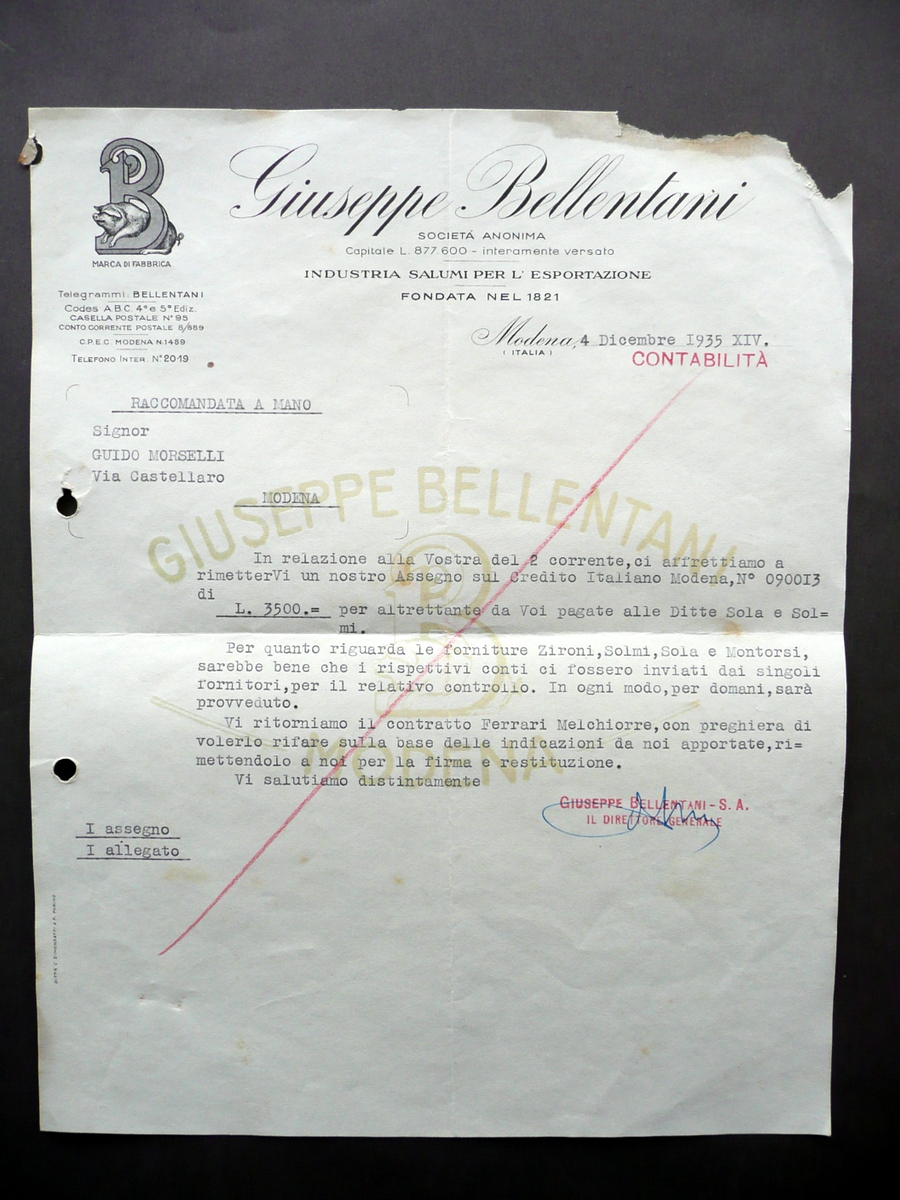 B
MARCA DI FABBRICA
Giuseppe Bellentani
SOCIETÀ ANONIMA
Capitale L. 877.600 - interamente versato
INDUSTRIA SALUMI PER L' ESPORTAZIONE
FONDATA NEL 1821
Telegrammi: BELLENTANI
Codes A.B.C. 4ª e 5ª Ediz.
CASELLA POSTALE N° 95
CONTO CORRENTE POSTALE 8/889
C.P.E.C. MODENA N. 1489
TELEFONO INTER. N° 20-19
Modena, 4 Dicembre I935 XIV.
(ITALIA)
CONTABILITÀ
RACCOMANDATA A MANO
Signor
GUIDO MORSELLI
Via Castellaro
MODENA
GIUSEPPE BELLENTANI
MODENA
In relazione alla Vostra del 2 corrente,ci affrettiamo a
rimetterVi un nostro Assegno sul Credito Italiano Modena,N° 0900I3
di
L. 3500.= per altrettante da Voi pagate alle Ditte Sola e Sol=
mi.
Per quanto riguarda le forniture Zironi,Solmi,Sola e Montorsi,
sarebbe bene che i rispettivi conti ci fossero inviati dai singoli
fornitori,per il relativo controllo. In ogni modo,per domani,sarà
provveduto.
Vi ritorniamo il contratto Ferrari Melchiorre,con preghiera di
volerlo rifare sulla base delle indicazioni da noi apportate,ri=
mettendolo a noi per la firma e restituzione.
Vi salutiamo distintamente
GIUSEPPE BELLENTANI - S. A.
IL DIRETTORE GENERALE
I assegno
I allegato